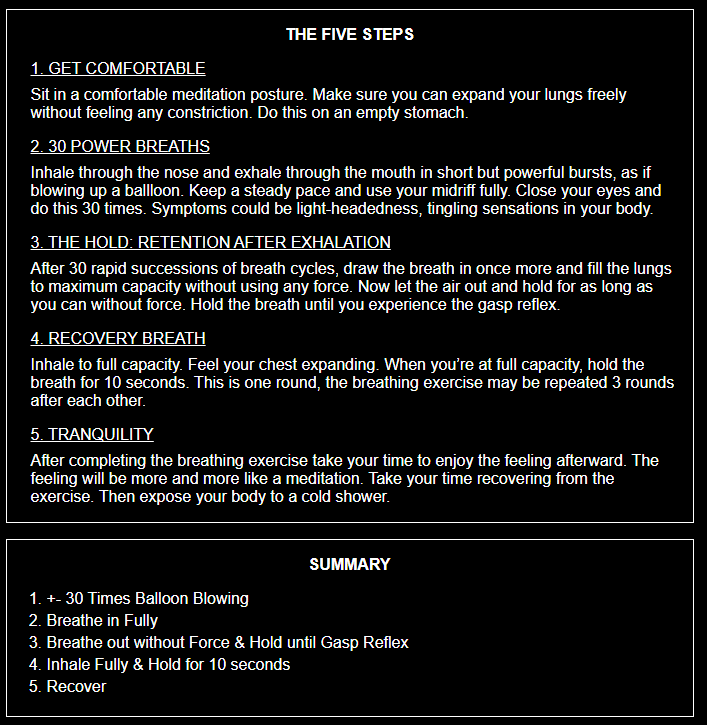 THE FIVE STEPS
1. GET COMFORTABLE
Sit in a comfortable meditation posture. Make sure you can expand your lungs freely
without feeling any constriction. Do this on an empty stomach.
2. 30 POWER BREATHS
Inhale through the nose and exhale through the mouth in short but powerful bursts, as if
blowing up a ballloon. Keep a steady pace and use your midriff fully. Close your eyes and
do this 30 times. Symptoms could be light-headedness, tingling sensations in your body.
3. THE HOLD: RETENTION AFTER EXHALATION
After 30 rapid successions of breath cycles, draw the breath in once more and fill the lungs
to maximum capacity without using any force. Now let the air out and hold for as long as
you can without force. Hold the breath until you experience the gasp reflex.
4. RECOVERY BREATH
Inhale to full capacity. Feel your chest expanding. When you’re at full capacity, hold the
breath for 10 seconds. This is one round, the breathing exercise may be repeated 3 rounds
after each other.
5. TRANQUILITY
After completing the breathing exercise take your time to enjoy the feeling afterward. The
feeling will be more and more like a meditation. Take your time recovering from the
exercise. Then expose your body to a cold shower.
SUMMARY
1. +- 30 Times Balloon Blowing
2. Breathe in Fully
3. Breathe out without Force & Hold until Gasp Reflex
4. Inhale Fully & Hold for 10 seconds
5. Recover